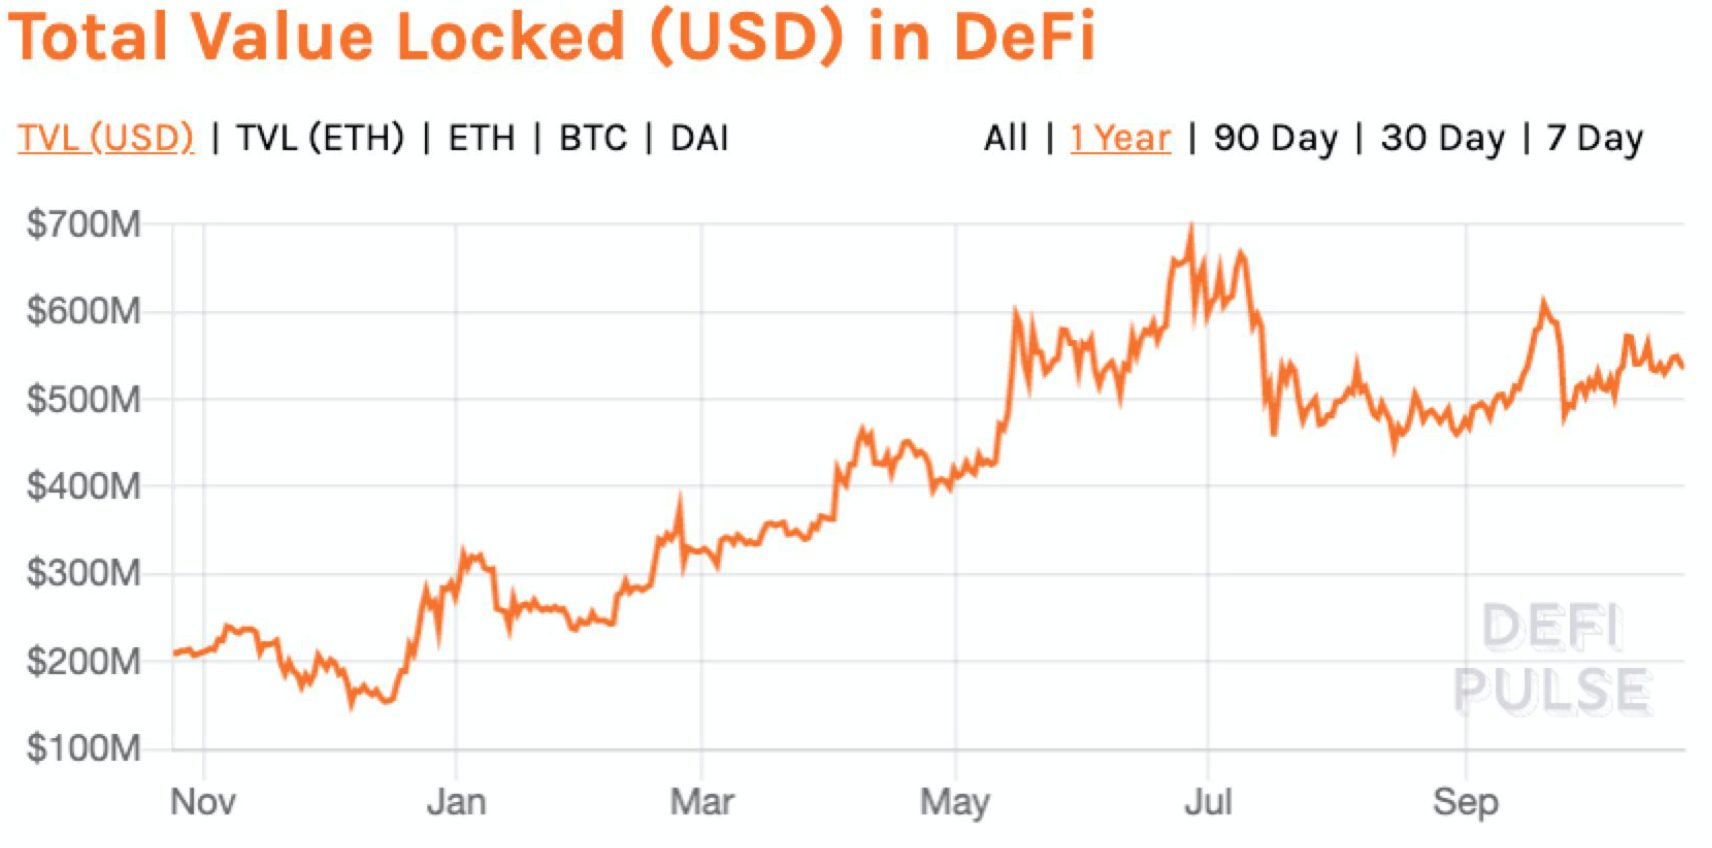 Total Value Locked (USD) in DeFi
TVL (USD) | TVL (ETH) | ETH | BTC | DAI
All | 1 Year | 90 Day | 30 Day | 7 Day
$700M
$600M
$500M
$400M
$300M
$200M
$100M
DEFI
PULSE
Nov Jan Mar May Jul Sep